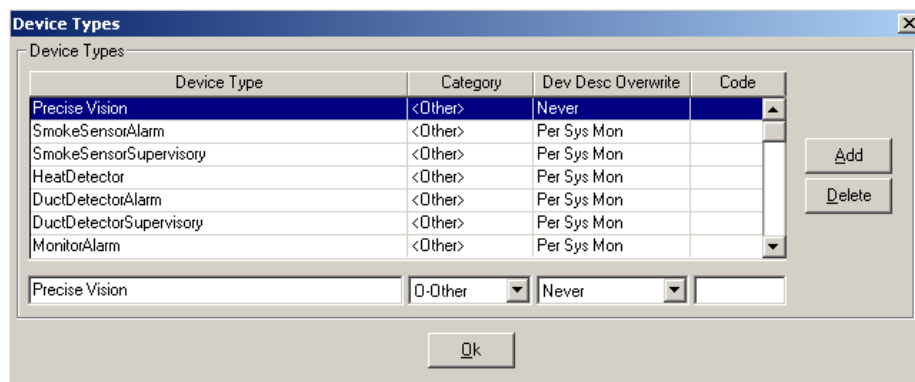 Device Types
Device Types
Device Type Category Dev Desc Overwrite Code
Precise Vision <Other> Never
SmokeSensorAlarm <Other> Per Sys Mon
SmokeSensorSupervisory <Other> Per Sys Mon
HeatDetector <Other> Per Sys Mon
DuctDetectorAlarm <Other> Per Sys Mon
DuctDetectorSupervisory <Other> Per Sys Mon
MonitorAlarm <Other> Per Sys Mon
Add
Delete
Precise Vision O-Other Never
Ok